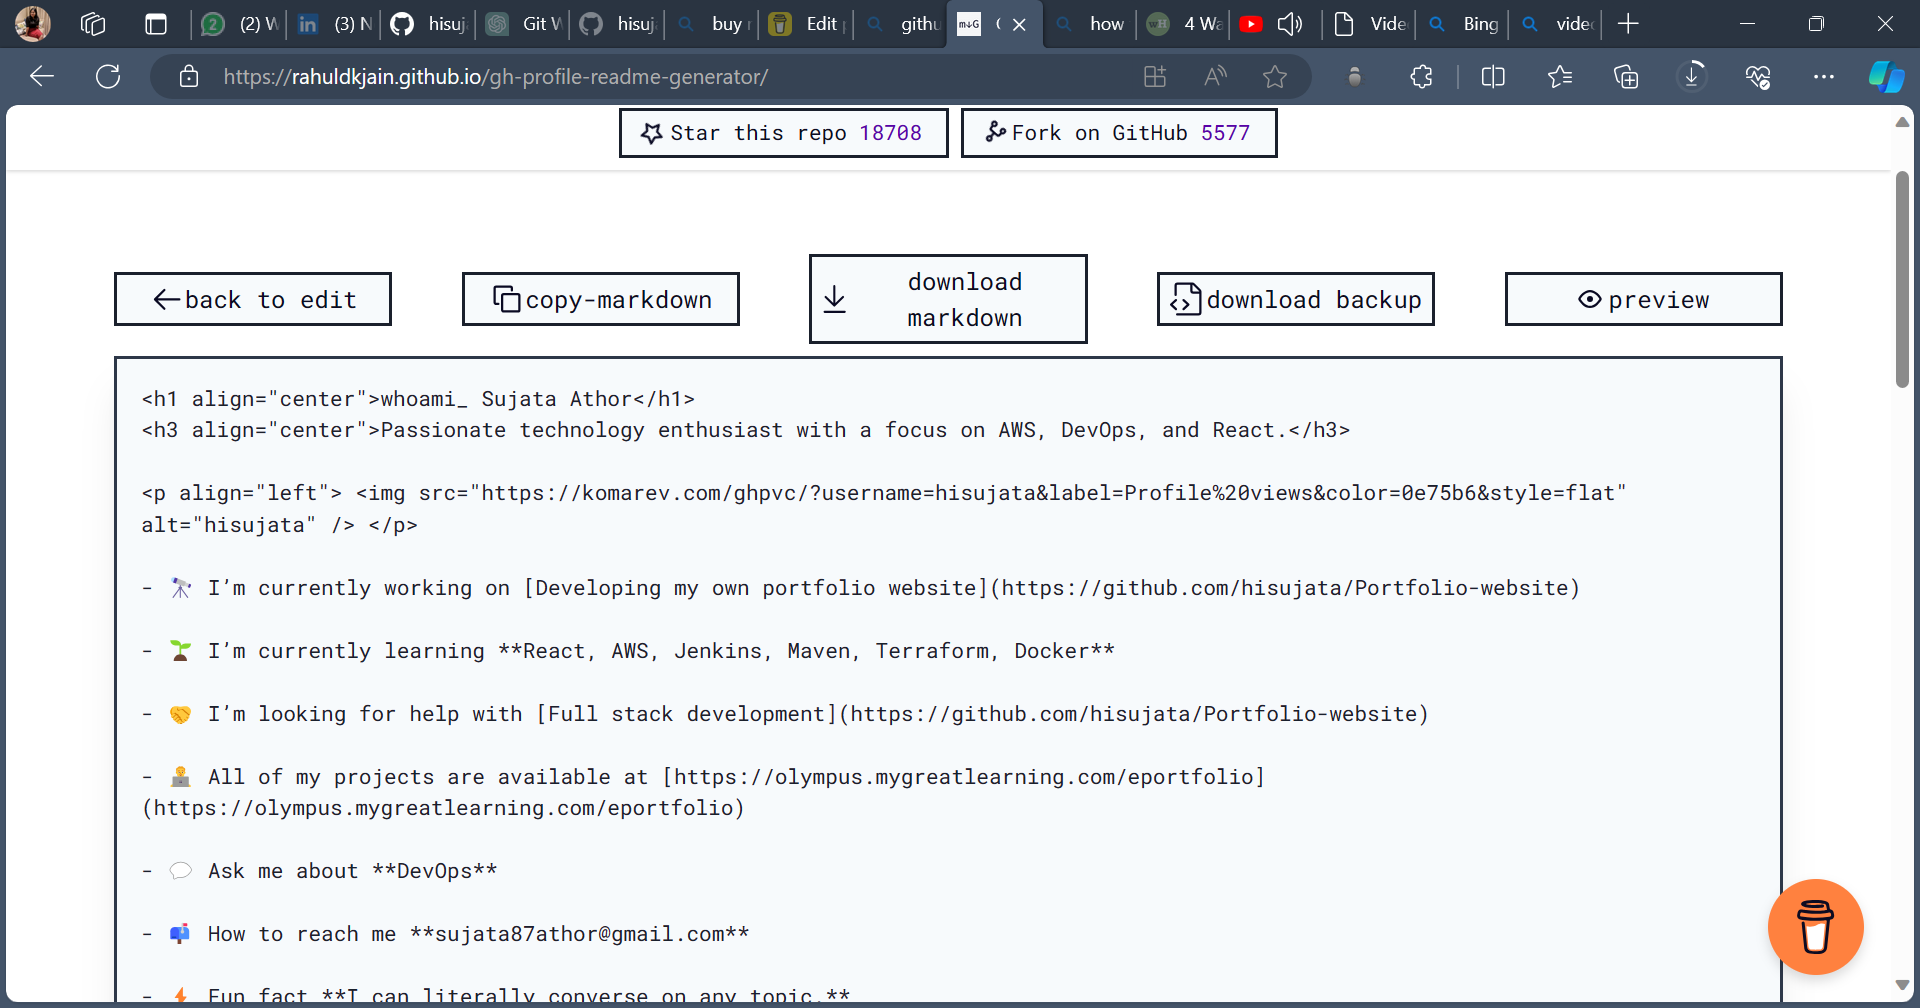 2
(2) W
in
(3) N
hisuj
Git W
hisuj
buy
Edit
githu
m↓G
how
WH
4 Wa
Vide
Bing
vide
https://rahuldkjain.github.io/gh-profile-readme-generator/
Star this repo 18708
Fork on GitHub 5577
back to edit
copy-markdown
download
markdown
download backup
preview
<h1 align="center">whoami_ Sujata Athor</h1>
<h3 align="center">Passionate technology enthusiast with a focus on AWS, DevOps, and React.</h3>
<p align="left"> <img src="https://komarev.com/ghpvc/?username=hisujata&label=Profile%20views&color=0e75b6&style=flat"
alt="hisujata" /> </p>
- 🔭 I’m currently working on [Developing my own portfolio website](https://github.com/hisujata/Portfolio-website)
- 🌱 I’m currently learning **React, AWS, Jenkins, Maven, Terraform, Docker**
- 🤝 I’m looking for help with [Full stack development](https://github.com/hisujata/Portfolio-website)
- 👨‍💻 All of my projects are available at [https://olympus.mygreatlearning.com/eportfolio]
(https://olympus.mygreatlearning.com/eportfolio)
- 💬 Ask me about **DevOps**
- 📫 How to reach me **sujata87athor@gmail.com**
- ⚡ Fun fact **I can literally converse on any topic.**